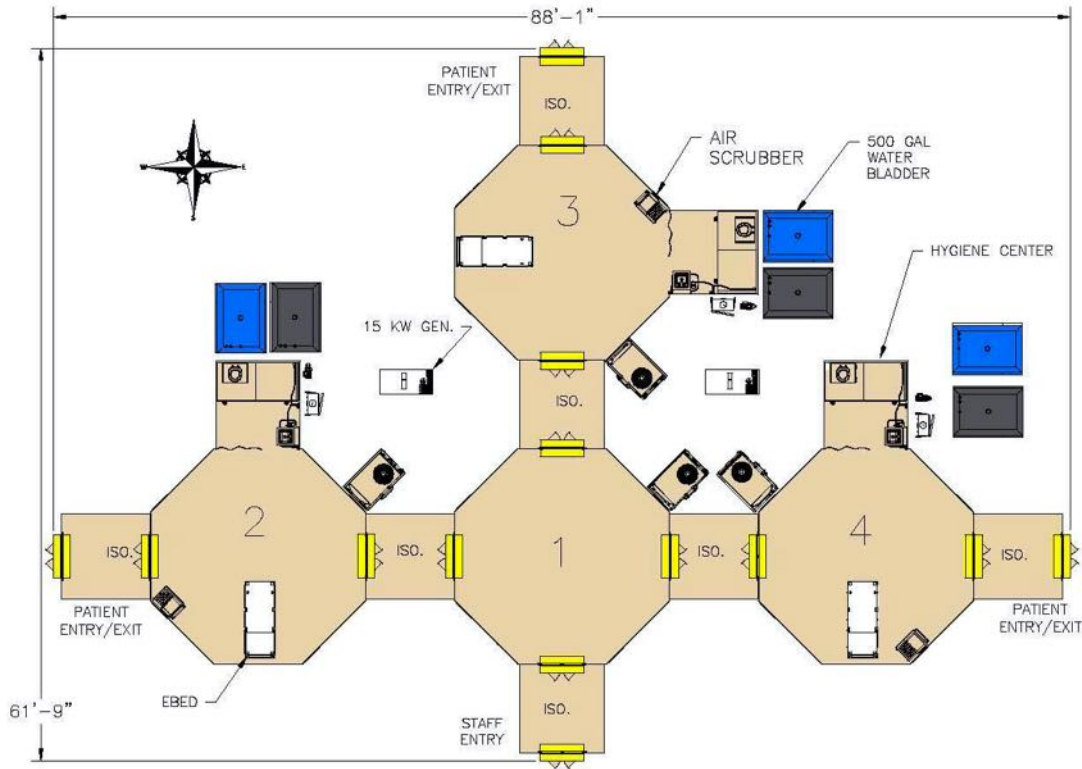 88'-1"
PATIENT
ENTRY/EXIT
ISO.
AIR
SCRUBBER
500 GAL
WATER
BLADDER
W
E
S
3
HYGIENE CENTER
15 KW GEN.
ISO.
2
1
4
ISO.
ISO.
ISO.
ISO.
PATIENT
ENTRY/EXIT
PATIENT
ENTRY/EXIT
EBED
61'-9"
STAFF
ENTRY
ISO.